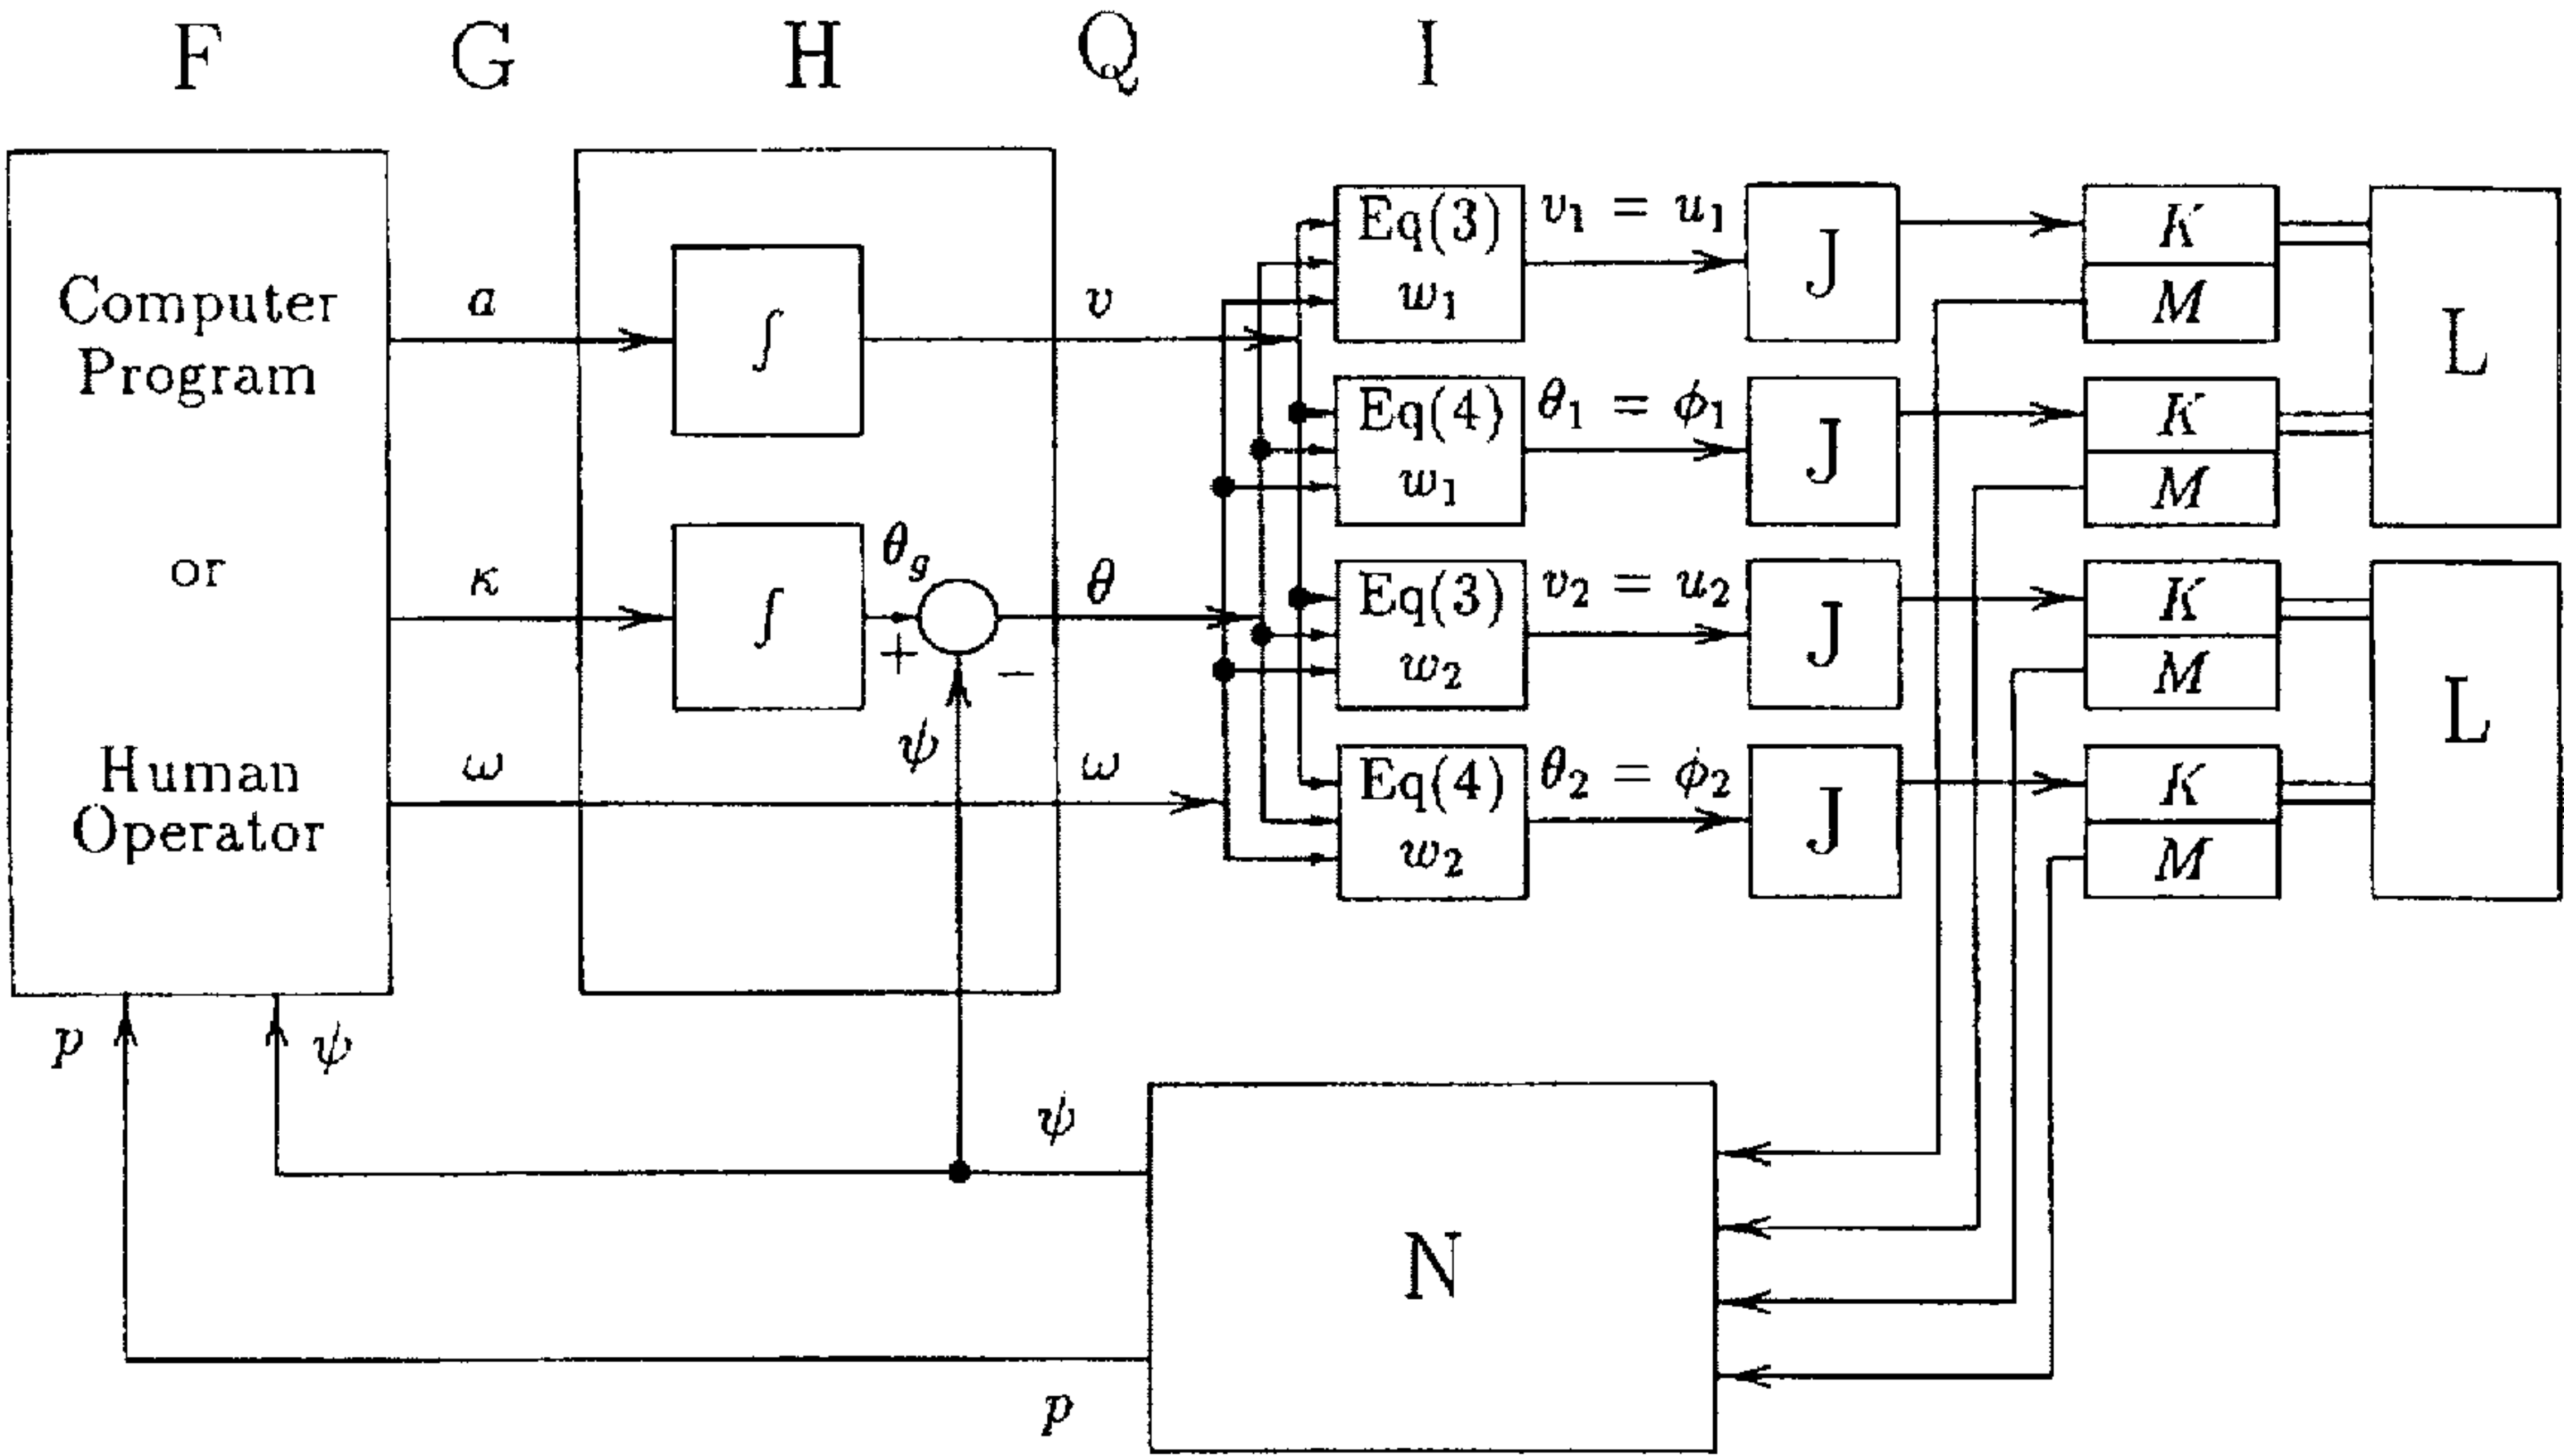 F G H Q I
Computer
Program
or
Human
Operator
a
κ
ω
∫
∫
θg
+
−
ψ
v
θ
ω
Eq(3)
w1
v1 = u1
J
K
M
Eq(4)
w1
θ1 = ϕ1
J
K
M
L
Eq(3)
w2
v2 = u2
J
K
M
Eq(4)
w2
θ2 = ϕ2
J
K
M
L
p
ψ
ψ
N
p